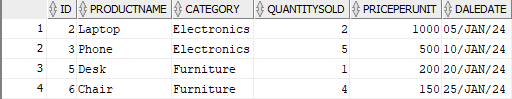 ID PRODUCTNAME CATEGORY QUANTITYSOLD PRICEPERUNIT DALEDATE
1 2 Laptop Electronics 2 1000 05/JAN/24
2 3 Phone Electronics 5 500 10/JAN/24
3 5 Desk Furniture 1 200 20/JAN/24
4 6 Chair Furniture 4 150 25/JAN/24